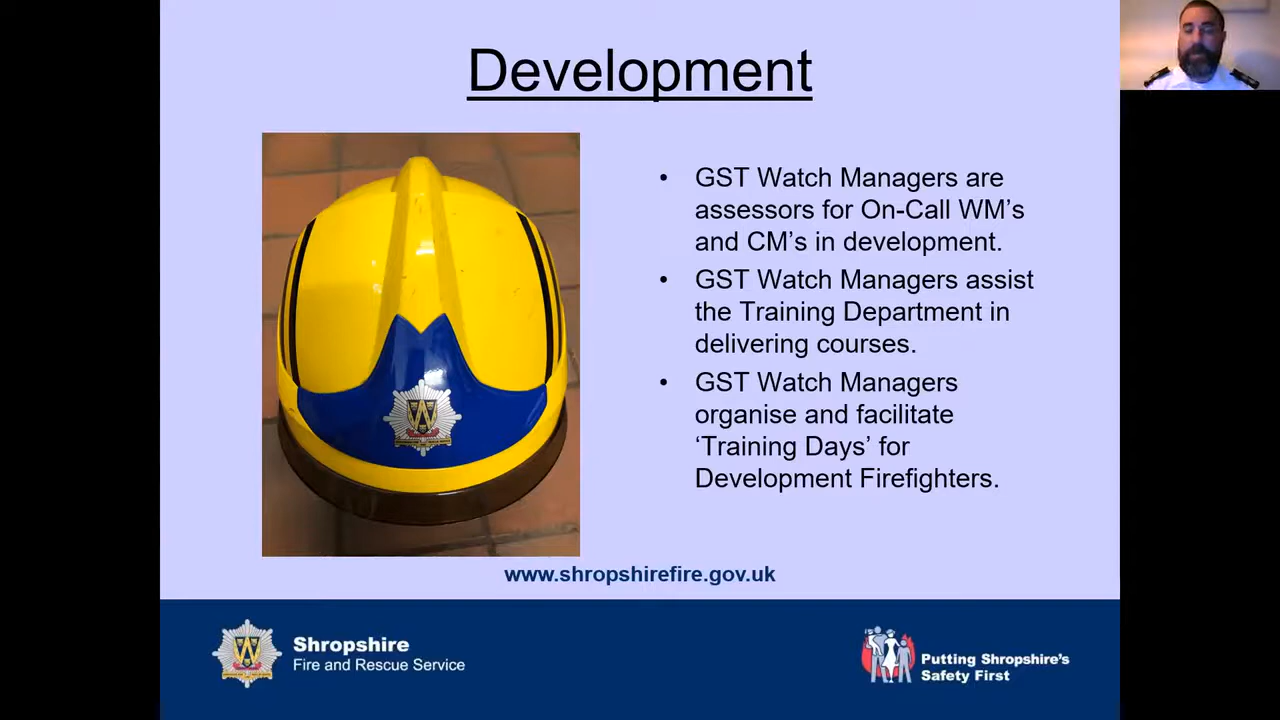 Development
• GST Watch Managers are
assessors for On-Call WM’s
and CM’s in development.
• GST Watch Managers assist
the Training Department in
delivering courses.
• GST Watch Managers
organise and facilitate
‘Training Days’ for
Development Firefighters.
www.shropshirefire.gov.uk
Shropshire
Fire and Rescue Service
Putting Shropshire's
Safety First